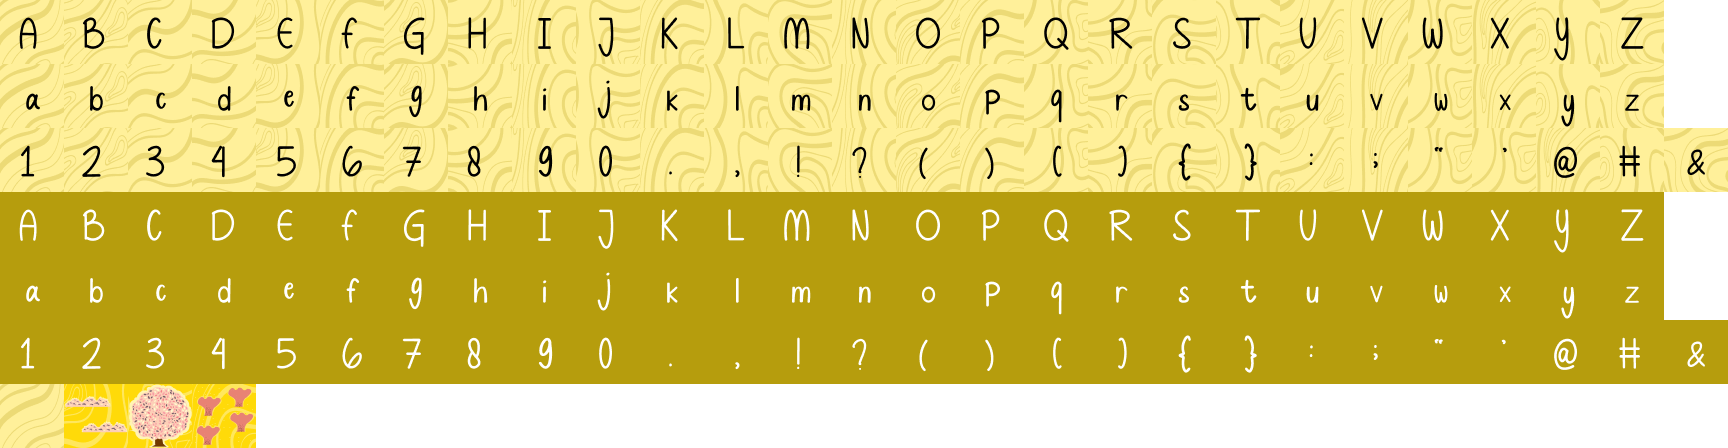 A B C D E f G H I J K L M N O P Q R S T U V W X y Z
a b c d e f g h i j k l m n o p q r s t u v w x y z
1 2 3 4 5 6 7 8 9 0 . , ! ? ( ) ( ) { } : ; " ' @ # &
A B C D E f G H I J K L M N O P Q R S T U V W X y Z
a b c d e f g h i j k l m n o p q r s t u v w x y z
1 2 3 4 5 6 7 8 9 0 . , ! ? ( ) ( ) { } : ; " ' @ # &